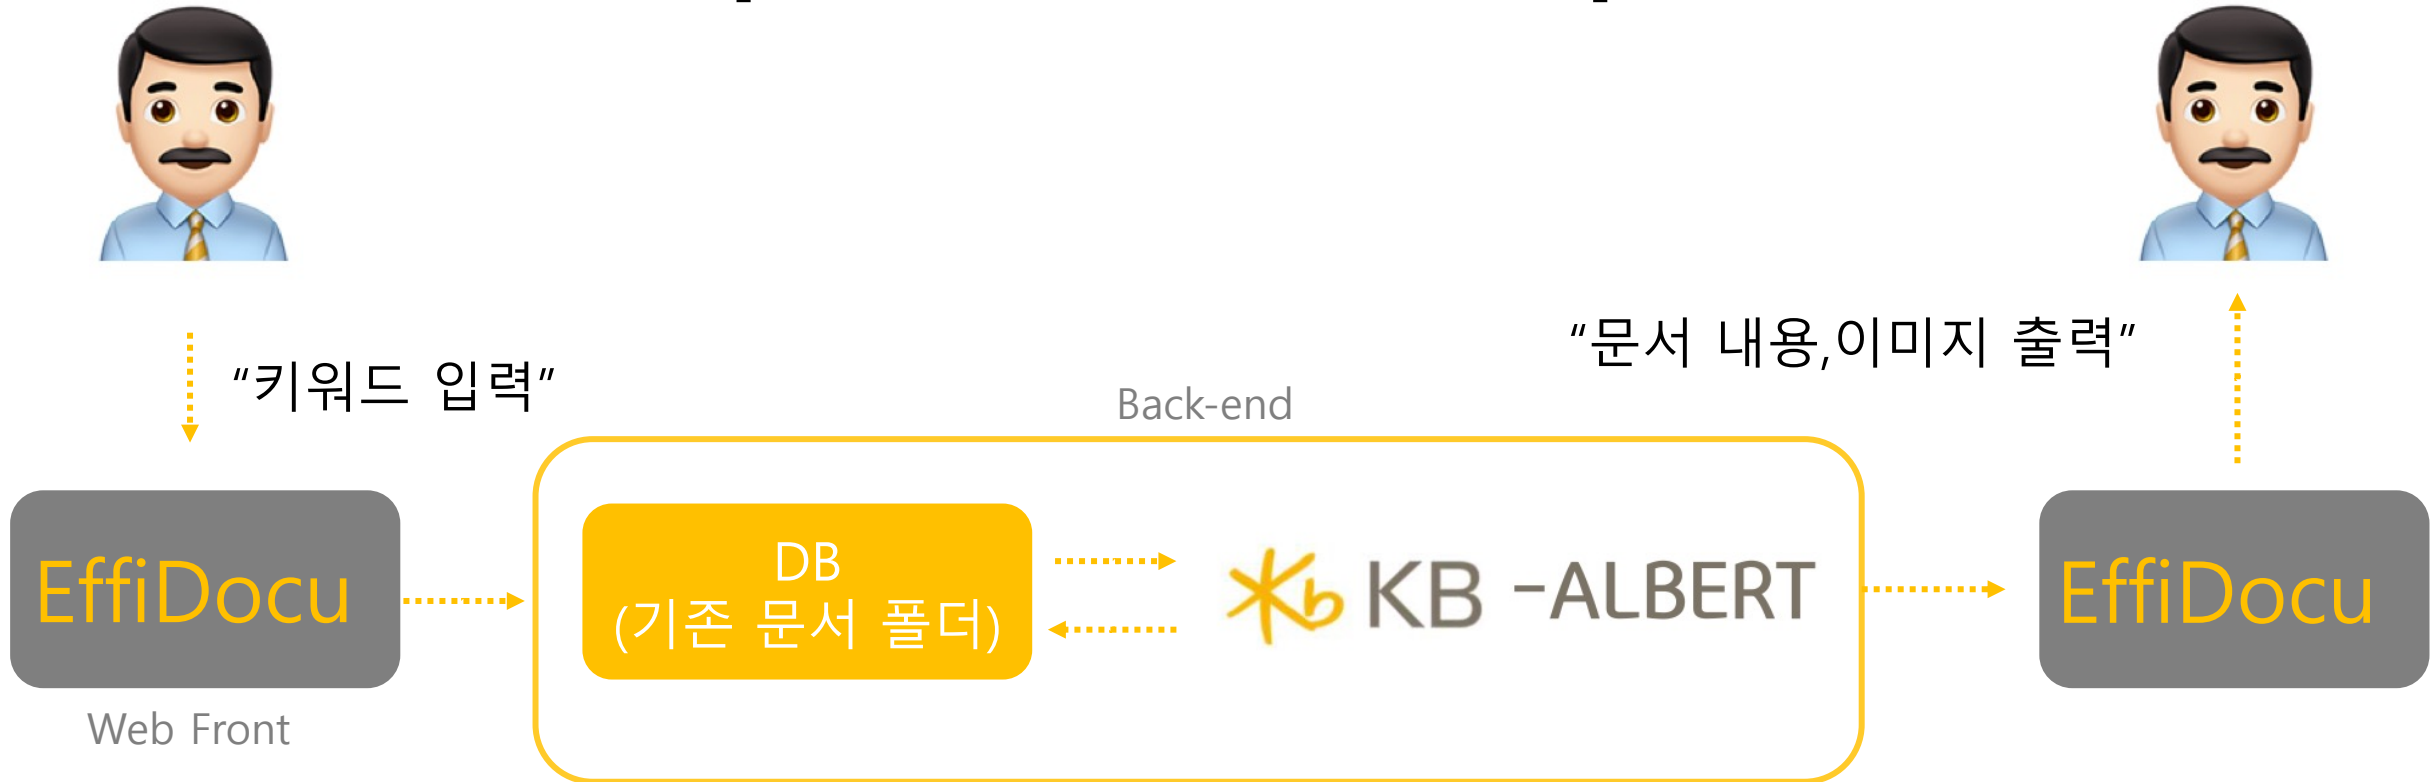 “키워드 입력”
“문서 내용,이미지 출력”
Back-end
EffiDocu
DB
(기존 문서 폴더)
Kb KB -ALBERT
EffiDocu
Web Front